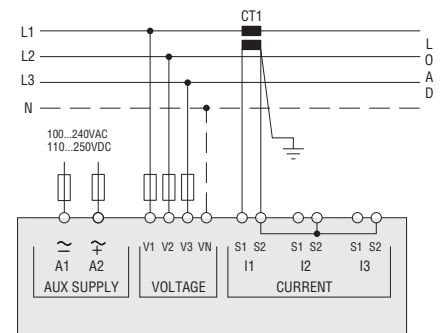 CT1
L1
L2
L3
N
L
O
A
D
100...240VAC
110...250VDC
V1 V2 V3 VN S1 S2 S1 S2 S1 S2
A1 A2 I1 I2 I3
AUX SUPPLY VOLTAGE CURRENT